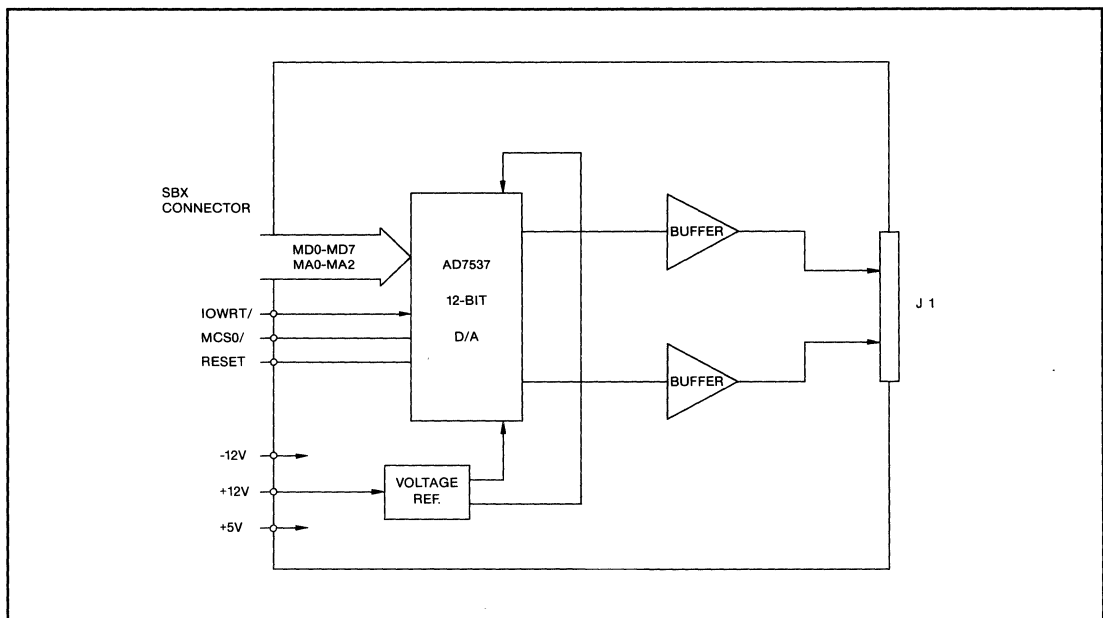 SBX
CONNECTOR
MD0-MD7
MA0-MA2
IOWRT/
MCS0/
RESET
-12V
+12V
+5V
AD7537
12-BIT
D/A
VOLTAGE
REF.
BUFFER
BUFFER
J 1